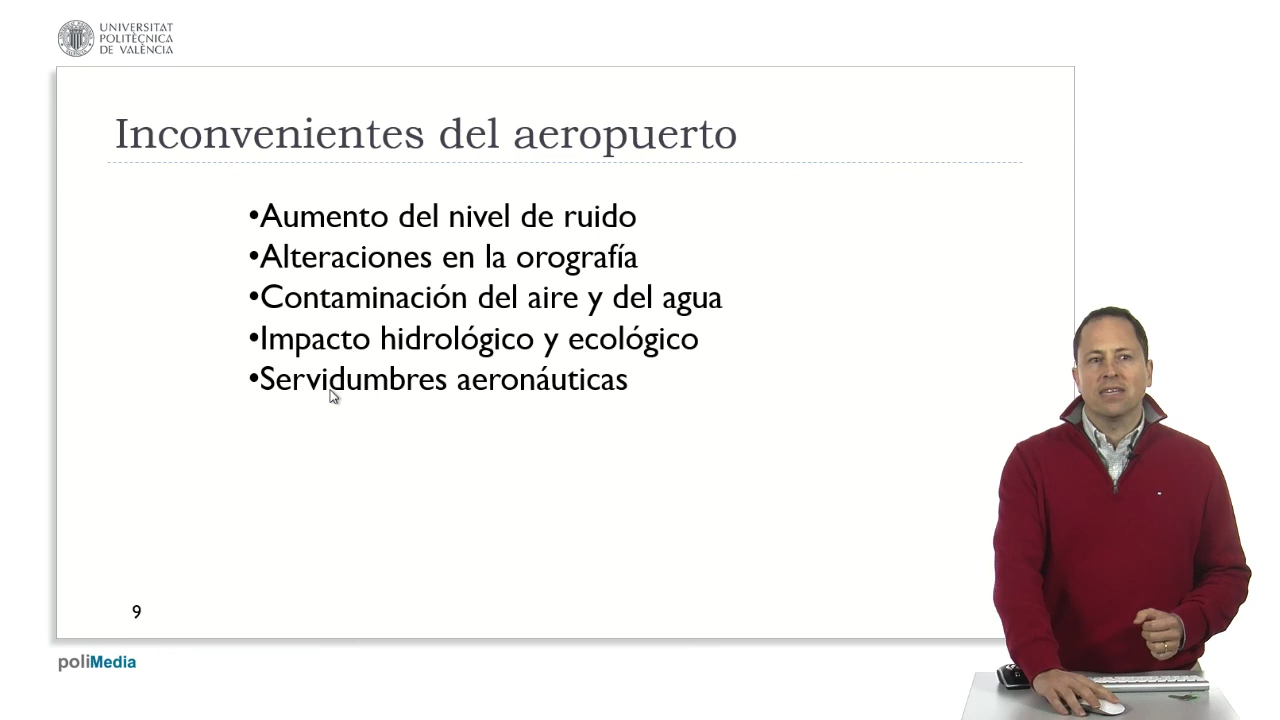 UNIVERSITAT
POLITÈCNICA
DE VALÈNCIA
Inconvenientes del aeropuerto
•Aumento del nivel de ruido
•Alteraciones en la orografía
•Contaminación del aire y del agua
•Impacto hidrológico y ecológico
•Servidumbres aeronáuticas
9
poliMedia